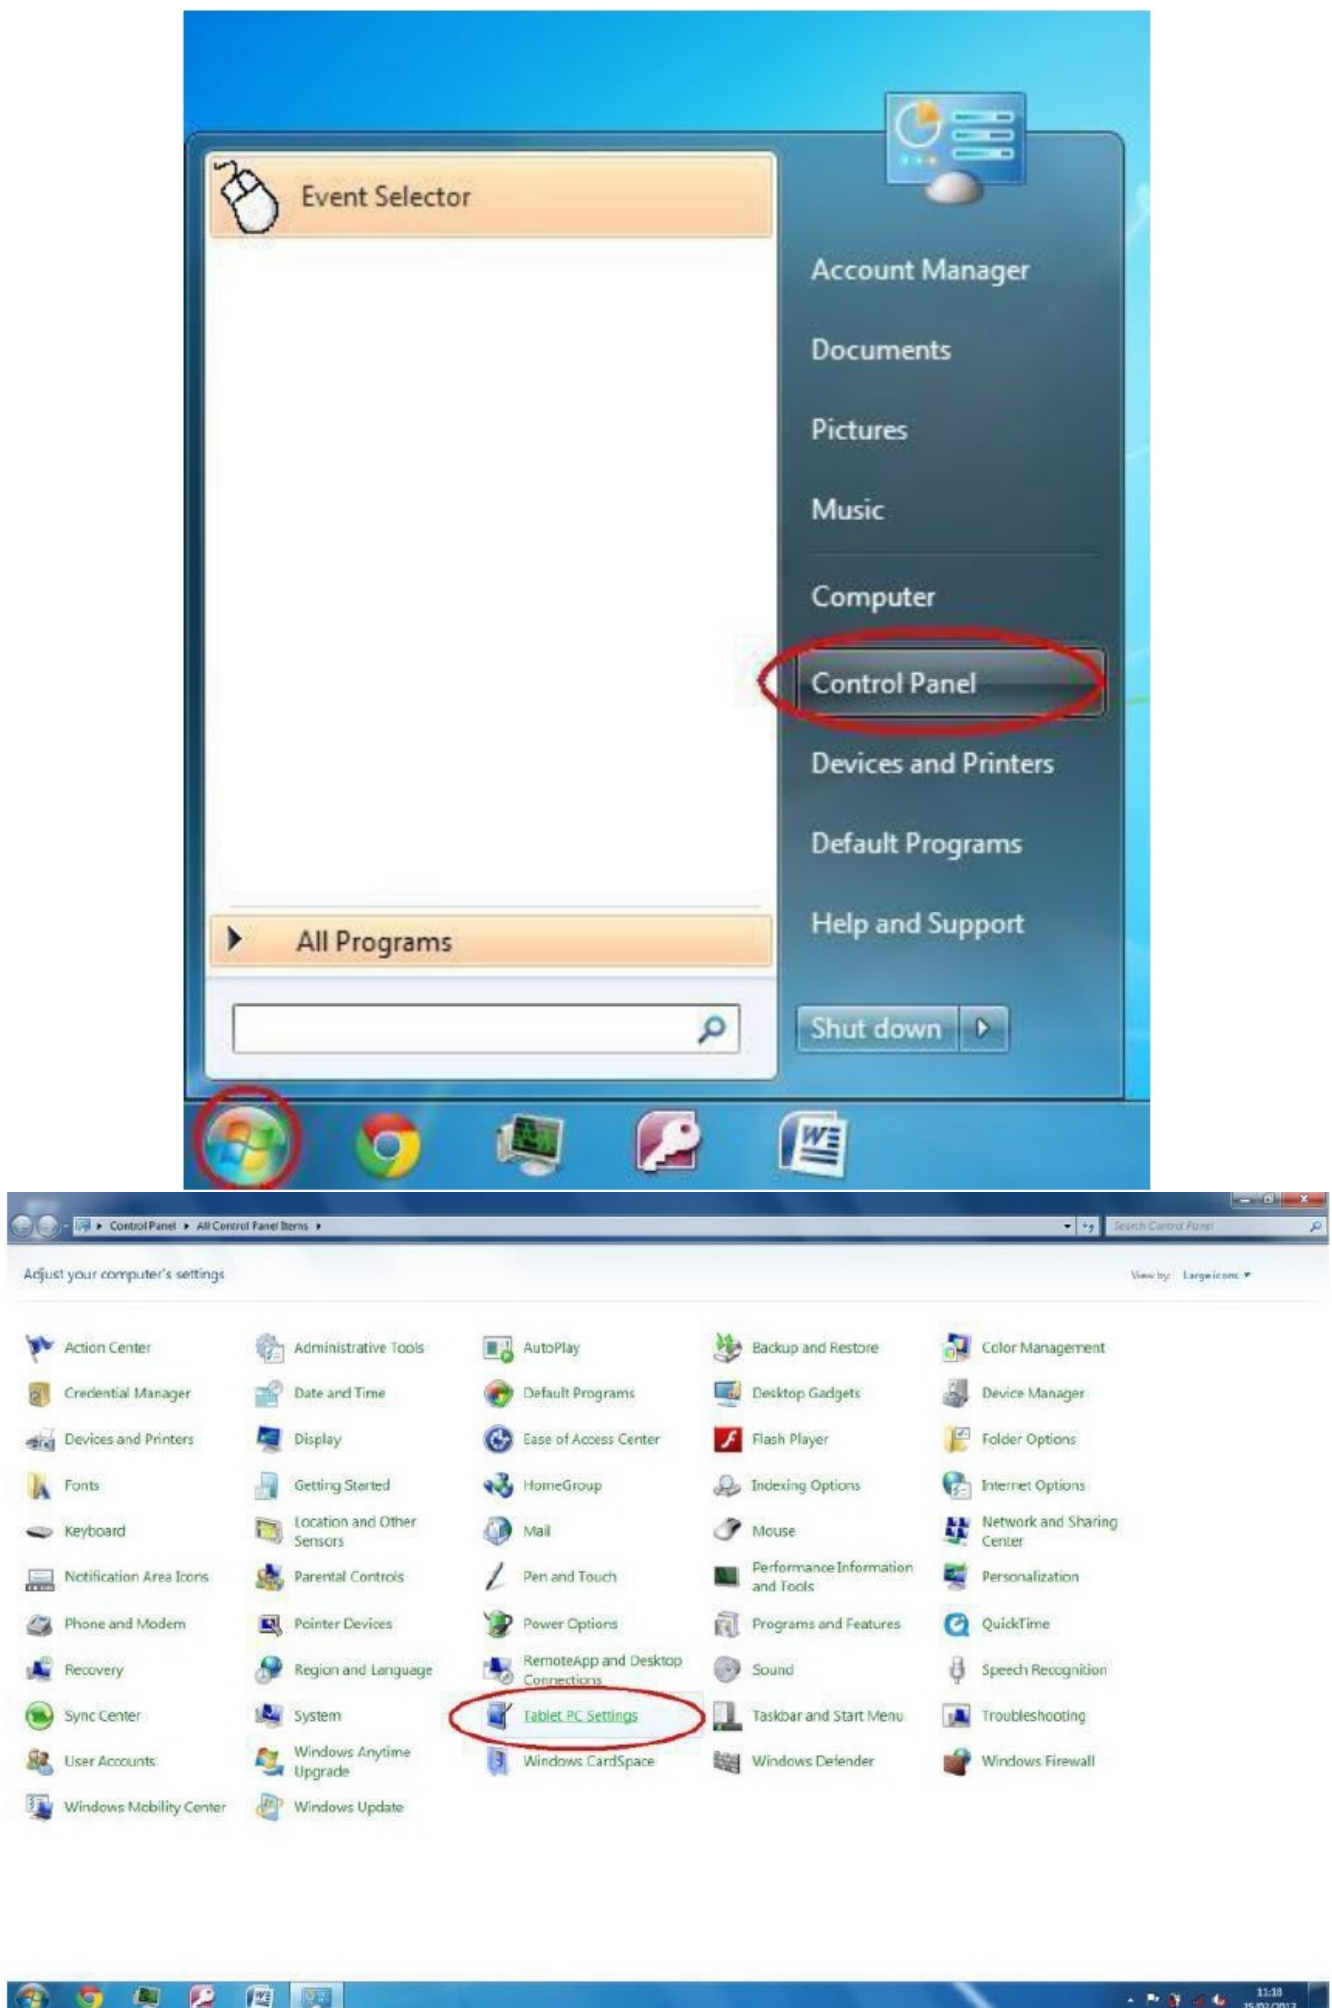 Event Selector
Account Manager
Documents
Pictures
Music
Computer
Control Panel
Devices and Printers
Default Programs
All Programs
Help and Support
Shut down
Control Panel All Control Panel Items
Search Control Panel
Adjust your computer's settings
View by: Large icons
Action Center
Administrative Tools
AutoPlay
Backup and Restore
Color Management
Credential Manager
Date and Time
Default Programs
Desktop Gadgets
Device Manager
Devices and Printers
Display
Ease of Access Center
Flash Player
Folder Options
Fonts
Getting Started
HomeGroup
Indexing Options
Internet Options
Keyboard
Location and Other
Sensors
Mail
Mouse
Network and Sharing
Center
Notification Area Icons
Parental Controls
Pen and Touch
Performance Information
and Tools
Personalization
Phone and Modem
Pointer Devices
Power Options
Programs and Features
QuickTime
Recovery
Region and Language
RemoteApp and Desktop
Connections
Sound
Speech Recognition
Sync Center
System
Tablet PC Settings
Taskbar and Start Menu
Troubleshooting
User Accounts
Windows Anytime
Upgrade
Windows CardSpace
Windows Defender
Windows Firewall
Windows Mobility Center
Windows Update
11:18